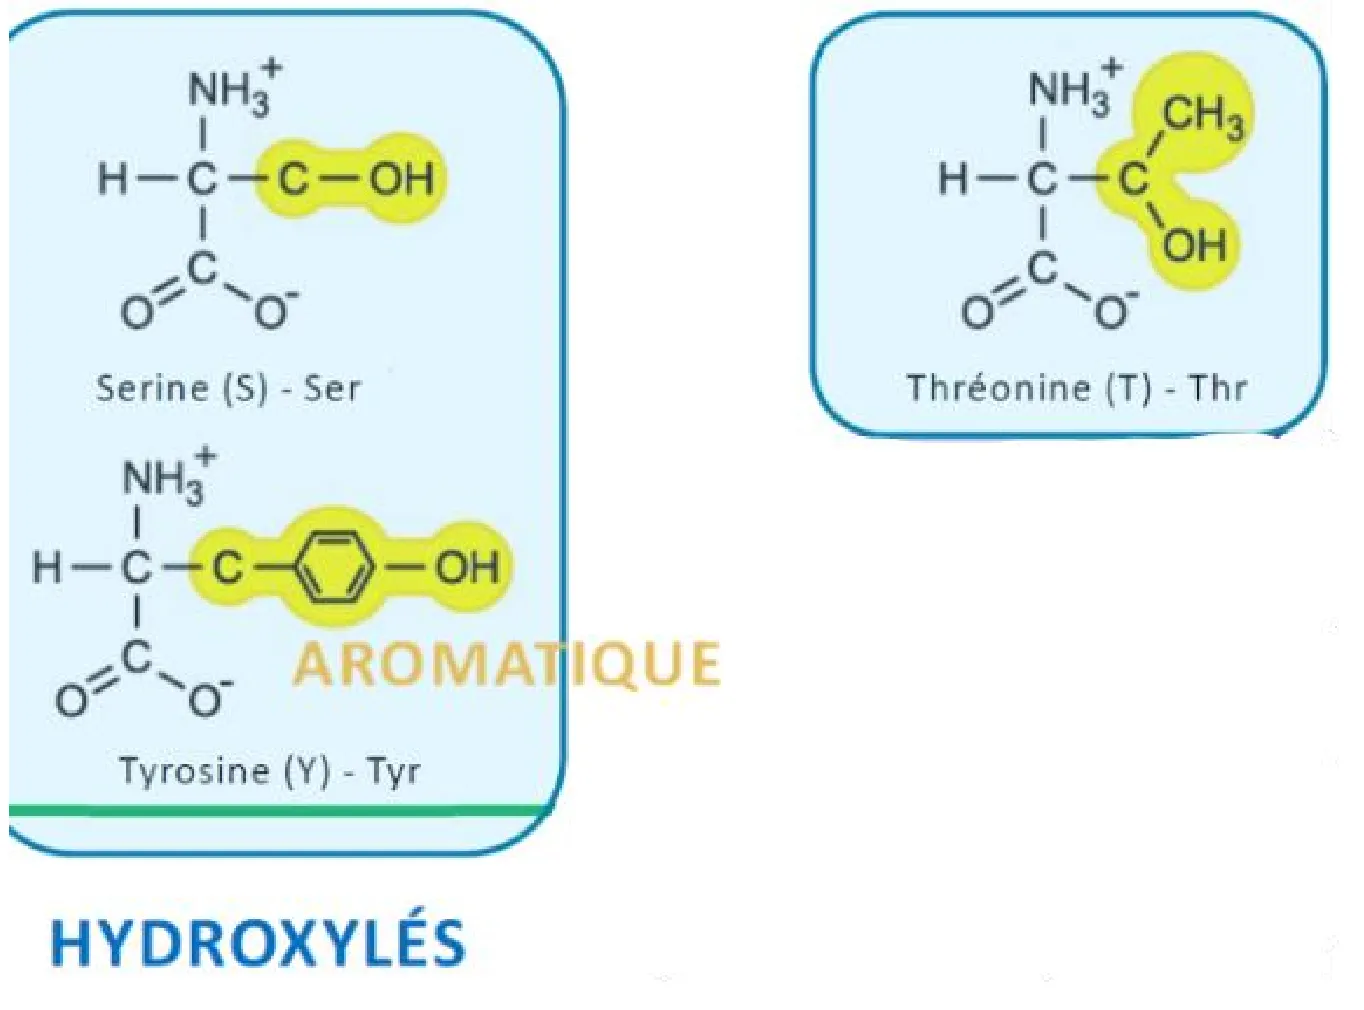 NH₃⁺
H—C—C—OH
C
O
O⁻
Serine (S) - Ser
NH₃⁺
CH₃
H—C—C
OH
C
O
O⁻
Thréonine (T) - Thr
NH₃⁺
H—C—C—OH
C
O
O⁻
AROMATIQUE
Tyrosine (Y) - Tyr
HYDROXYLÉS